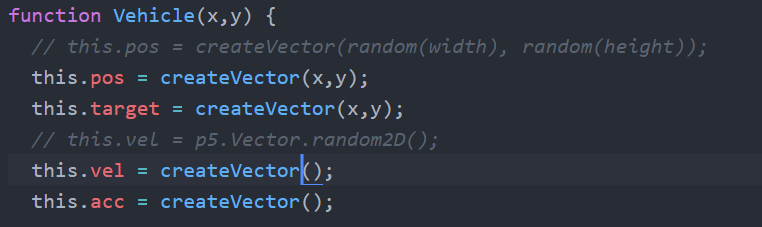 function Vehicle(x,y) {
// this.pos = createVector(random(width), random(height));
this.pos = createVector(x,y);
this.target = createVector(x,y);
// this.vel = p5.Vector.random2D();
this.vel = createVector();
this.acc = createVector();